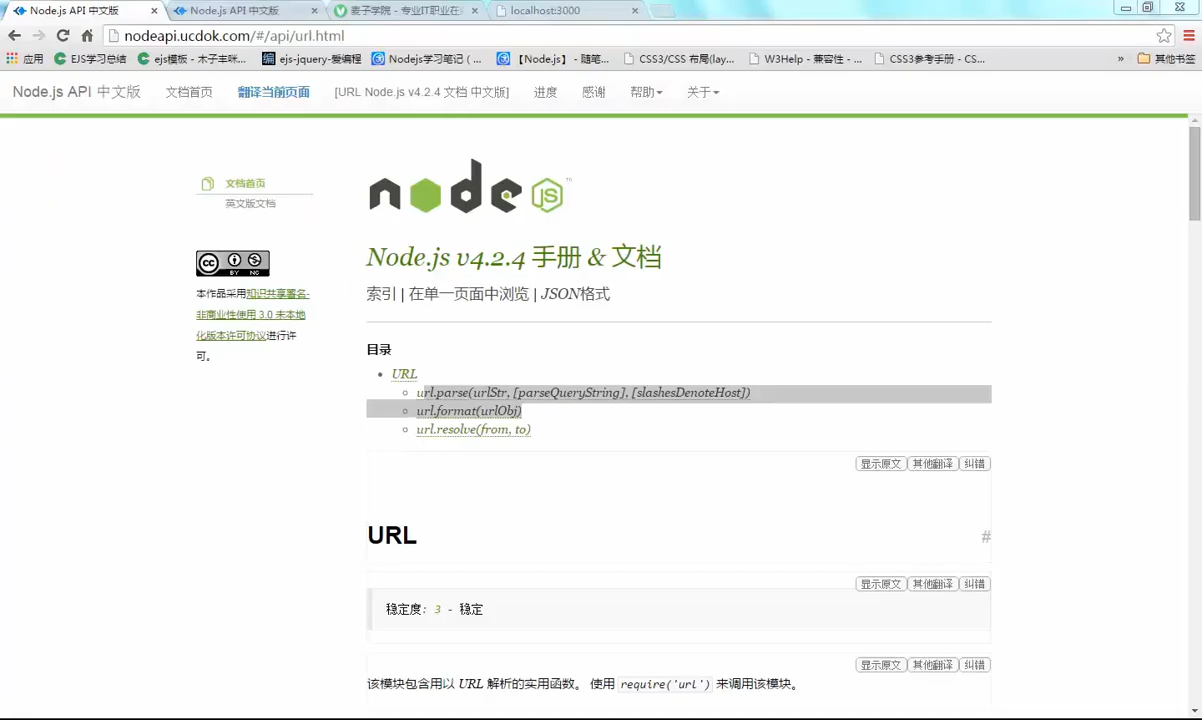 Node.js API 中文版
Node.js API 中文版
麦子学院 - 专业IT职业在
localhost:3000
nodeapi.ucdok.com/#/api/url.html
应用
EJS学习总结
ejs模板 - 木子丰咪...
ejs-jquery-爱编程
Nodejs学习笔记 ( ...
【Node.js】 - 随笔...
CSS3/CSS 布局(lay...
W3Help - 兼容性 - ...
CSS3参考手册 - CS...
»
其他书签
Node.js API 中文版
文档首页
翻译当前页面
[URL Node.js v4.2.4 文档 中文版]
进度
感谢
帮助
关于
文档首页
英文版文档
node JS ™
CC BY NC
本作品采用知识共享署名-
非商业性使用 3.0 未本地
化版本许可协议进行许
可。
Node.js v4.2.4 手册 & 文档
索引 | 在单一页面中浏览 | JSON格式
目录
URL
url.parse(urlStr, [parseQueryString], [slashesDenoteHost])
url.format(urlObj)
url.resolve(from, to)
显示原文 其他翻译 纠错
URL #
显示原文 其他翻译 纠错
稳定度: 3 - 稳定
显示原文 其他翻译 纠错
该模块包含用以 URL 解析的实用函数。 使用 require('url') 来调用该模块。